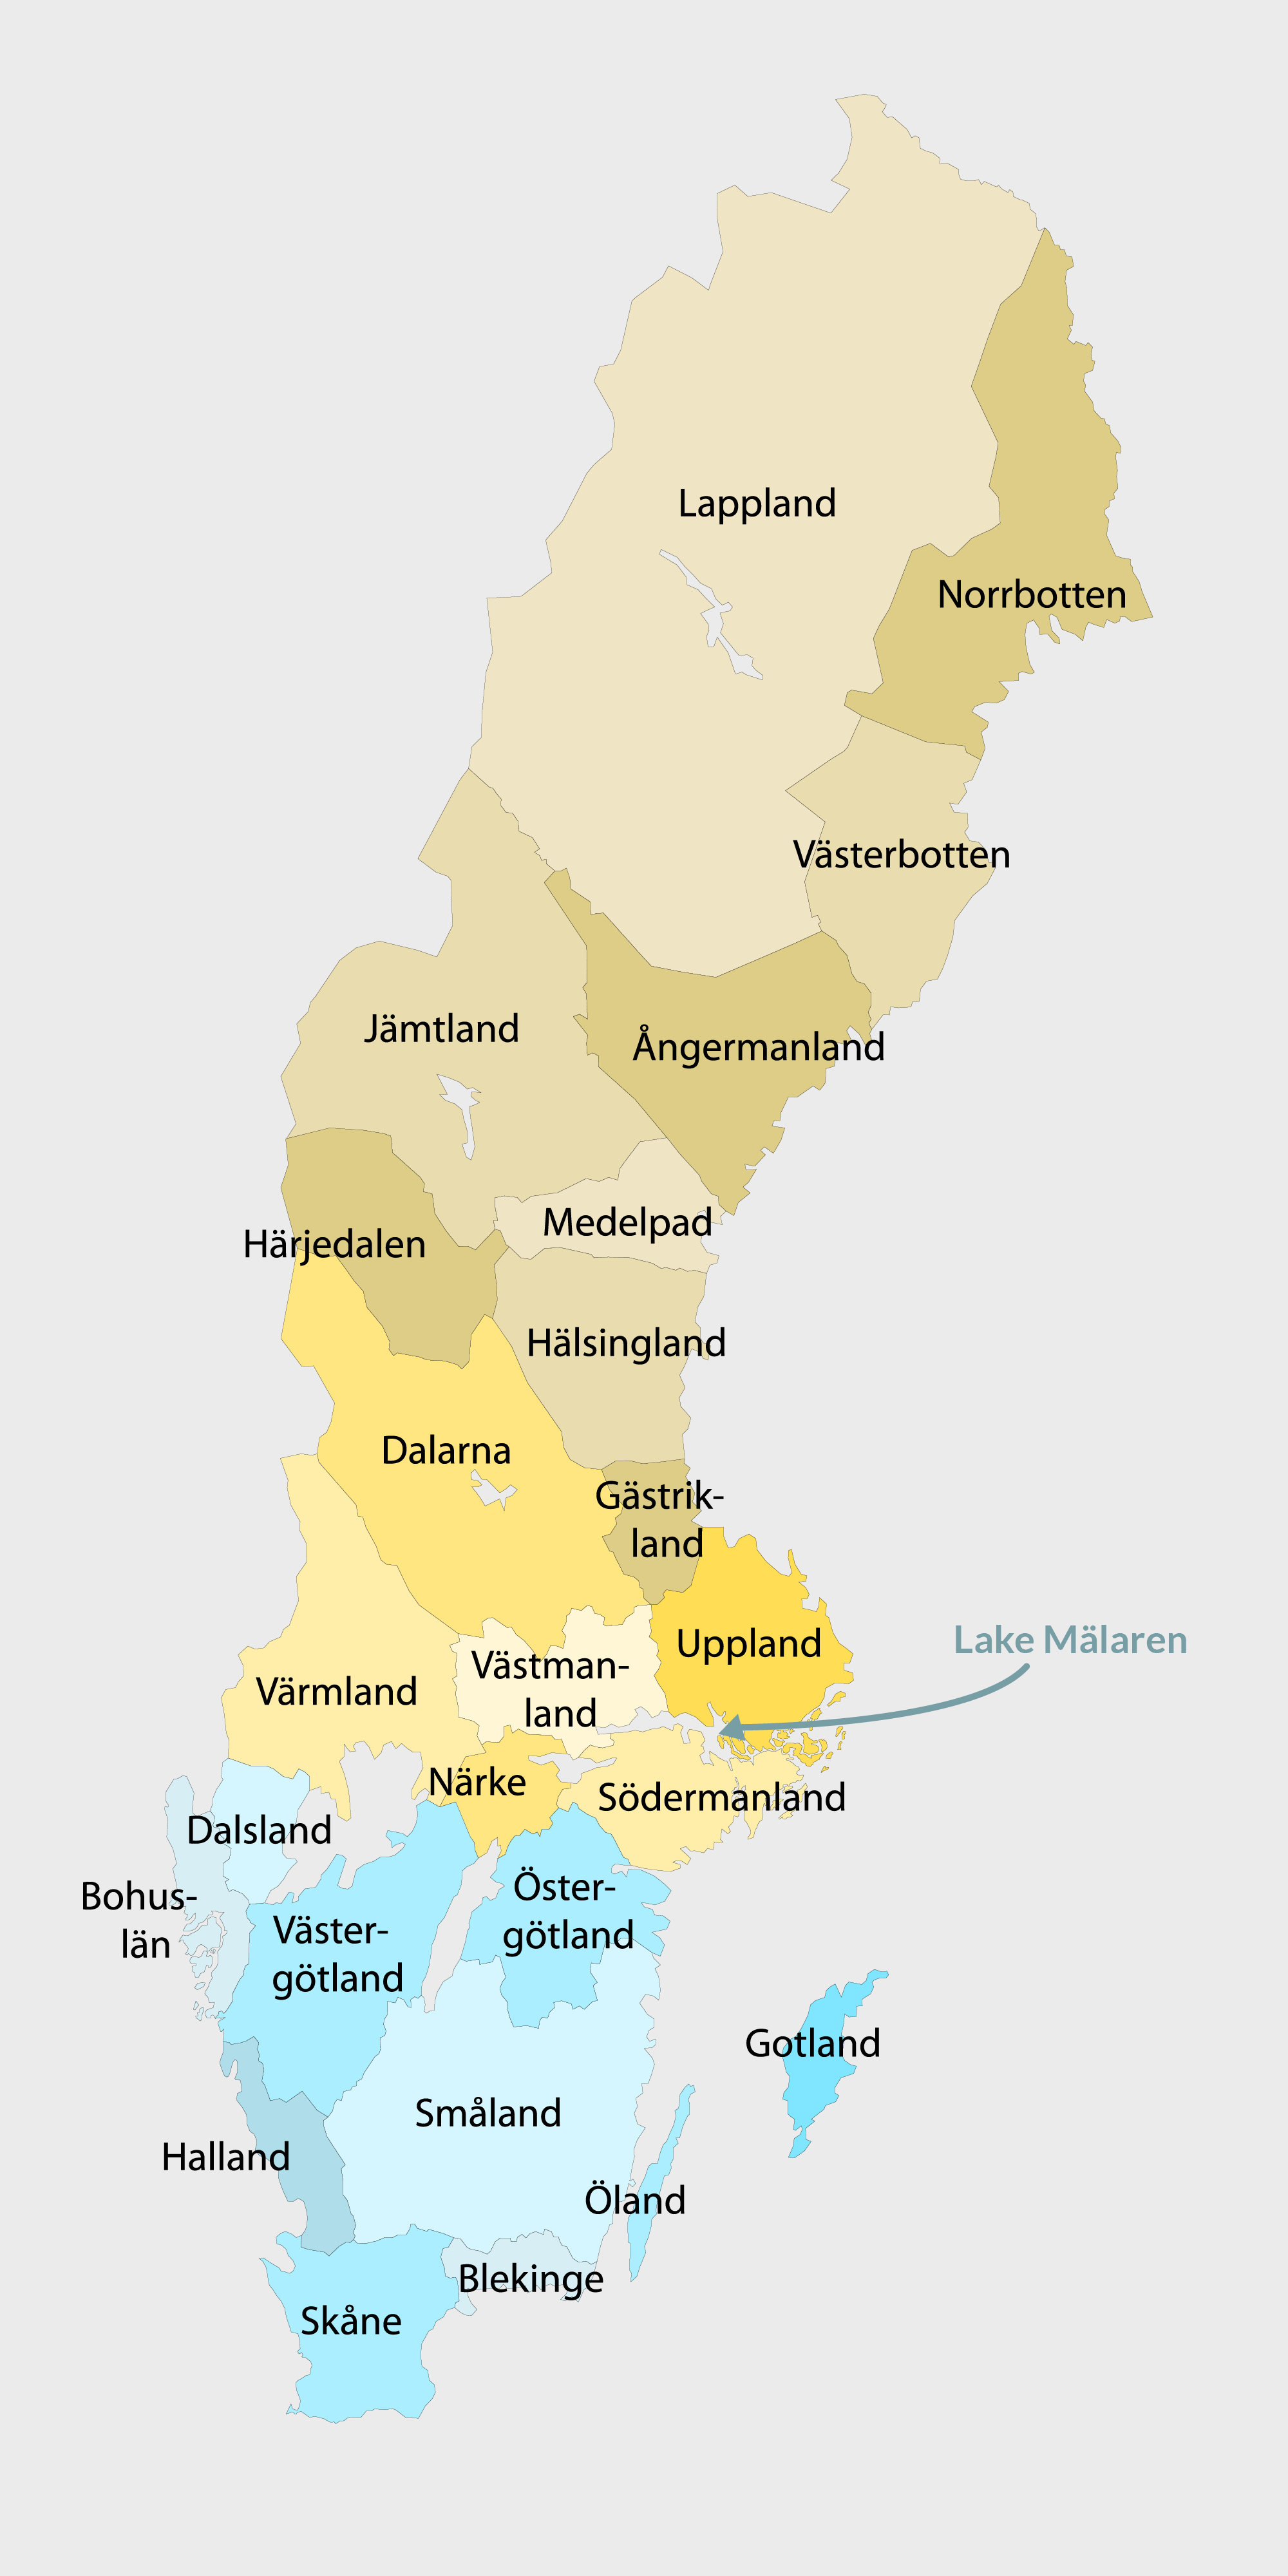 Lappland
Norrbotten
Västerbotten
Jämtland
Ångermanland
Medelpad
Härjedalen
Hälsingland
Dalarna
Gästrik-
land
Uppland
Lake Mälaren
Västman-
land
Värmland
Närke
Södermanland
Dalsland
Bohus-
län
Öster-
götland
Väster-
götland
Gotland
Småland
Halland
Öland
Blekinge
Skåne